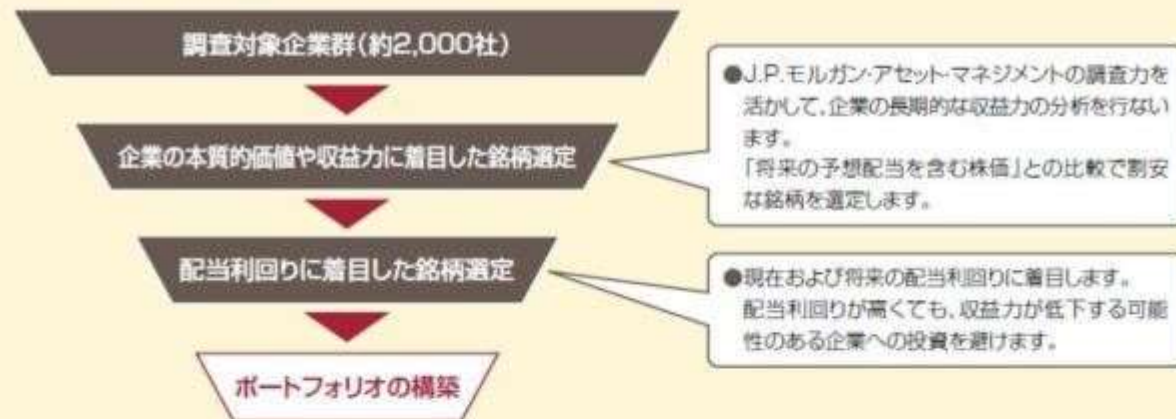 調査対象企業群(約2,000社)
企業の本質的価値や収益力に着目した銘柄選定
●J.P.モルガン・アセット・マネジメントの調査力を
活かして、企業の長期的な収益力の分析を行ない
ます。
「将来の予想配当を含む株価」との比較で割安
な銘柄を選定します。
配当利回りに着目した銘柄選定
●現在および将来の配当利回りに着目します。
配当利回りが高くても、収益力が低下する可能
性のある企業への投資を避けます。
ポートフォリオの構築